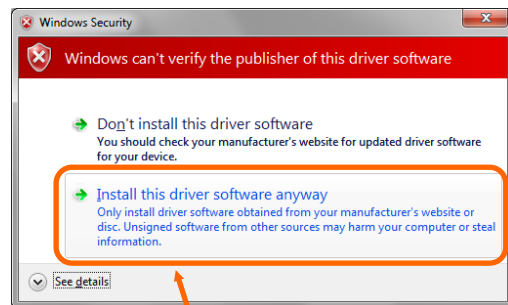 Windows Security
Windows can't verify the publisher of this driver software
Don't install this driver software
You should check your manufacturer's website for updated driver software
for your device.
Install this driver software anyway
Only install driver software obtained from your manufacturer's website or
disc. Unsigned software from other sources may harm your computer or steal
information.
See details